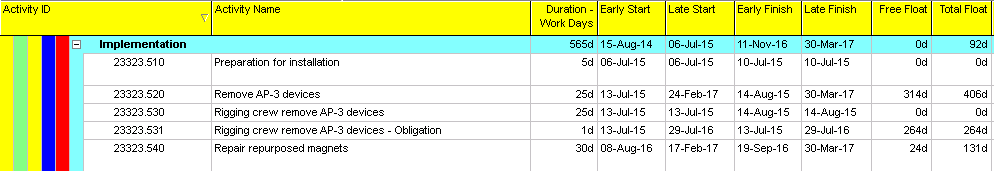 Activity ID Activity Name Duration - Work Days Early Start Late Start Early Finish Late Finish Free Float Total Float
Implementation 565d 15-Aug-14 06-Jul-15 11-Nov-16 30-Mar-17 0d 92d
23323.510 Preparation for installation 5d 06-Jul-15 06-Jul-15 10-Jul-15 10-Jul-15 0d 0d
23323.520 Remove AP-3 devices 25d 13-Jul-15 24-Feb-17 14-Aug-15 30-Mar-17 314d 406d
23323.530 Rigging crew remove AP-3 devices 25d 13-Jul-15 13-Jul-15 14-Aug-15 14-Aug-15 0d 0d
23323.531 Rigging crew remove AP-3 devices - Obligation 1d 13-Jul-15 29-Jul-16 13-Jul-15 29-Jul-16 264d 264d
23323.540 Repair repurposed magnets 30d 08-Aug-16 17-Feb-17 19-Sep-16 30-Mar-17 24d 131d